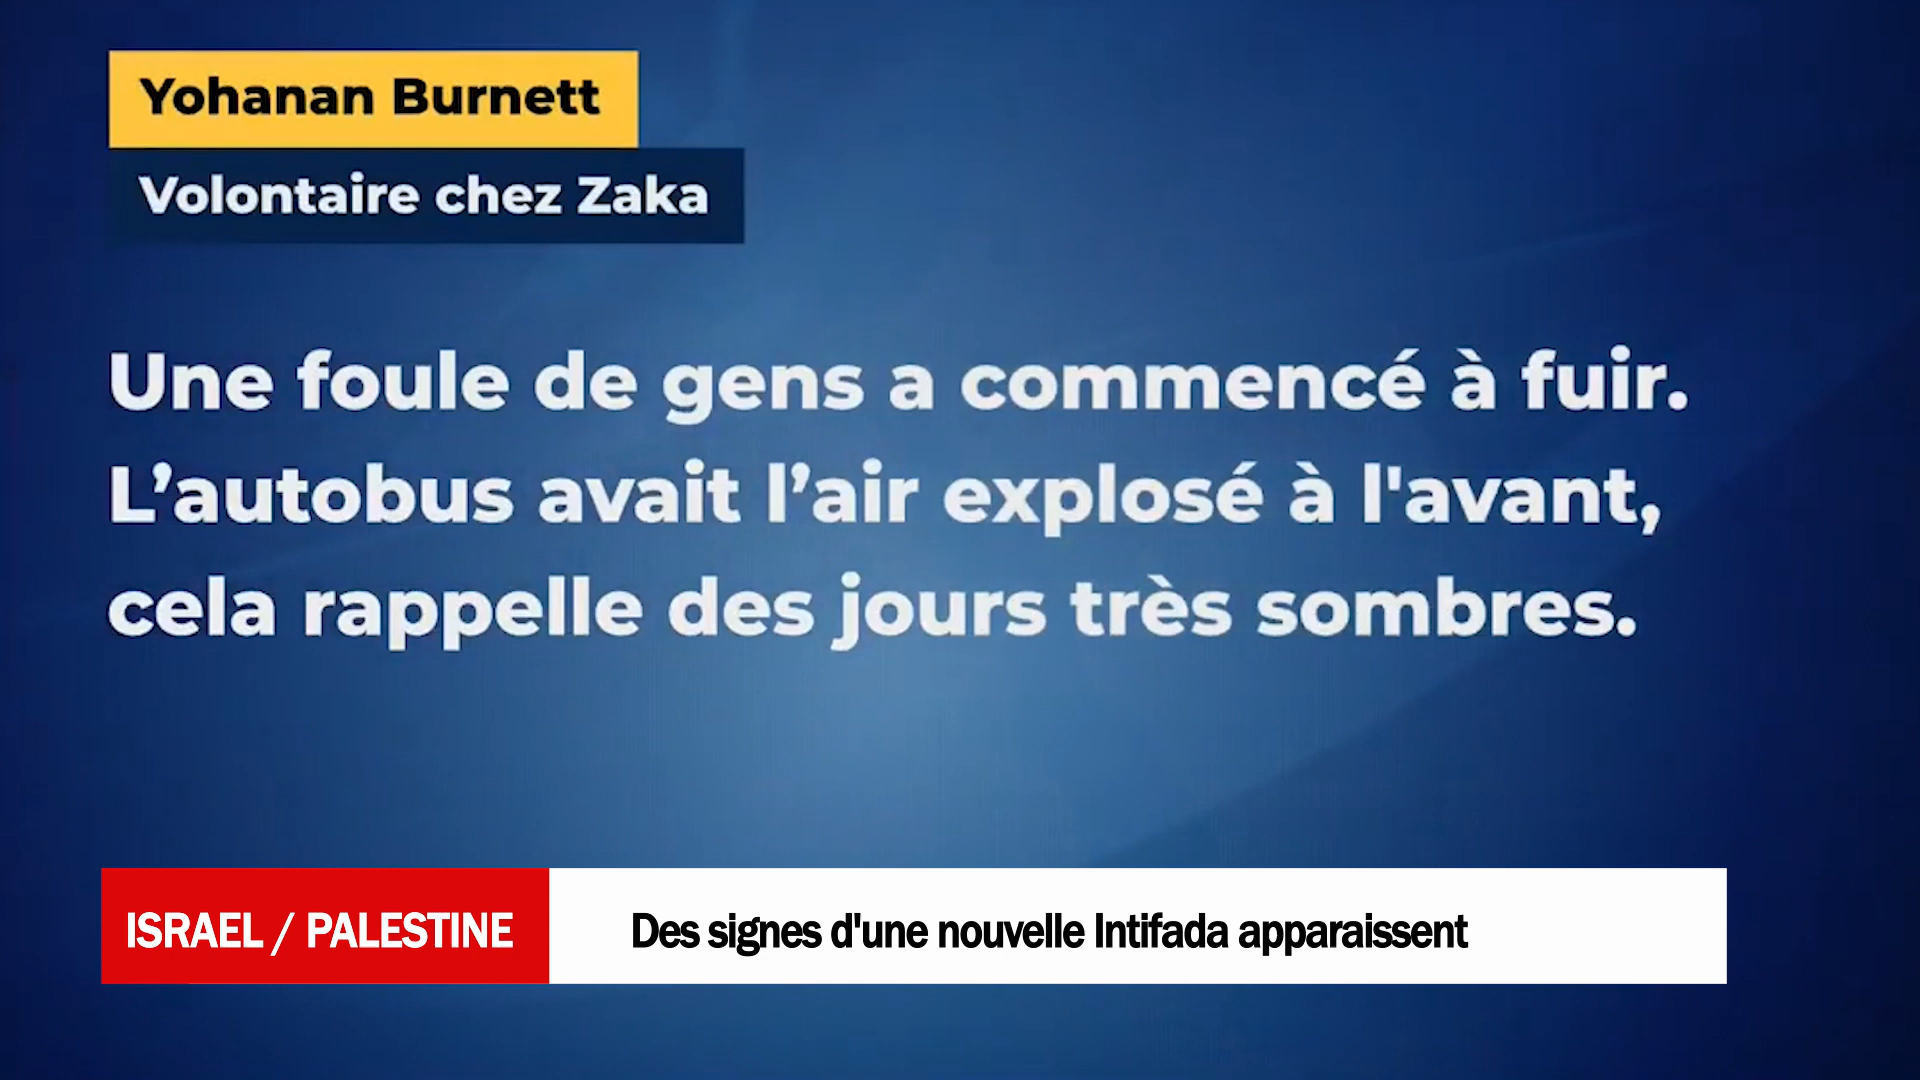 Yohanan Burnett
Volontaire chez Zaka
Une foule de gens a commencé à fuir.
L’autobus avait l’air explosé à l'avant,
cela rappelle des jours très sombres.
ISRAEL / PALESTINE
Des signes d'une nouvelle Intifada apparaissent